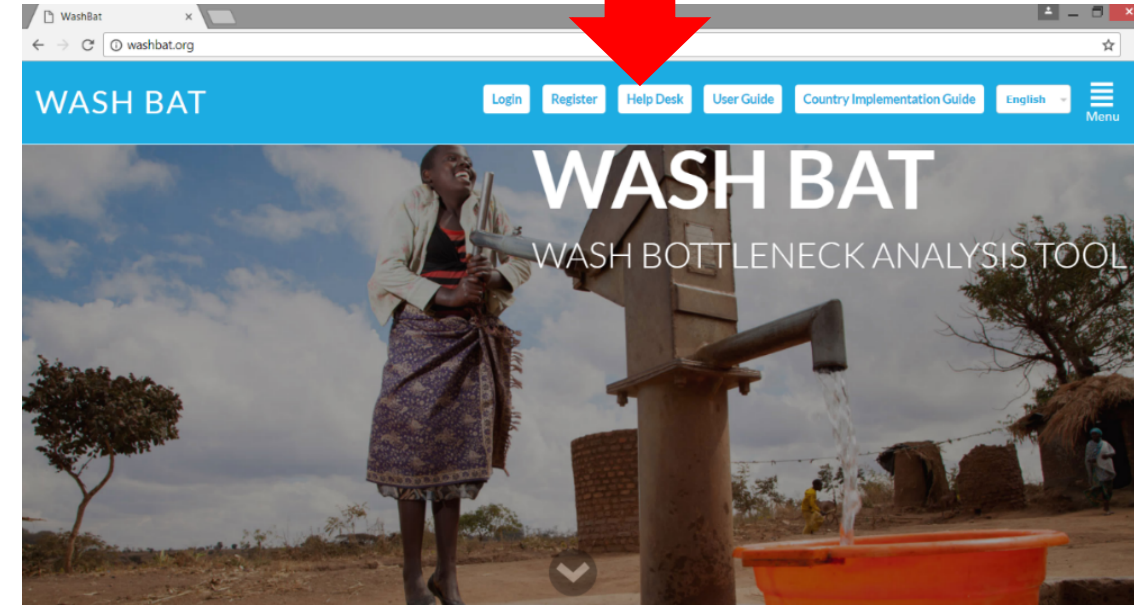 WashBat
washbat.org
WASH BAT
Login Register Help Desk User Guide Country Implementation Guide English Menu
WASH BAT
WASH BOTTLENECK ANALYSIS TOOL